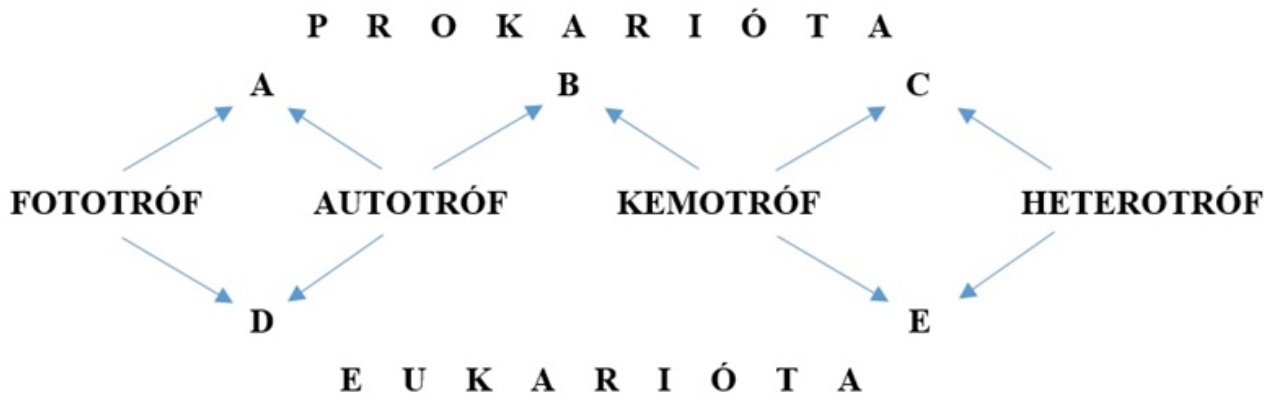 P R O K A R I Ó T A
A B C
FOTOTRÓF AUTOTRÓF KEMOTRÓF HETEROTRÓF
D E
E U K A R I Ó T A